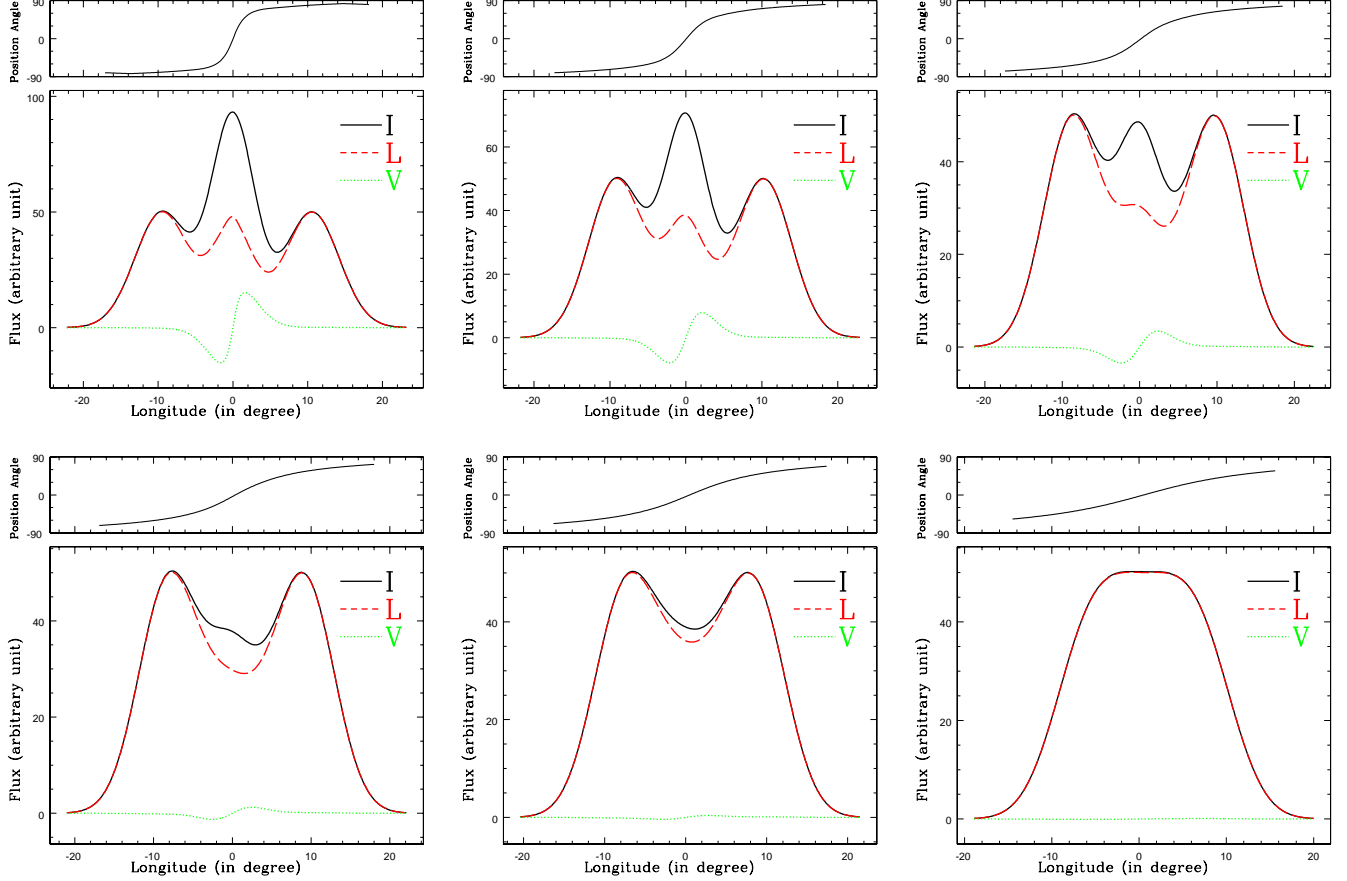 Position Angle
90
0
-90
Flux (arbitrary unit)
100
50
0
I
L
V
-20 -10 0 10 20
Longitude (in degree)
Position Angle
90
0
-90
Flux (arbitrary unit)
60
40
20
0
I
L
V
-20 -10 0 10 20
Longitude (in degree)
Position Angle
90
0
-90
Flux (arbitrary unit)
40
20
0
I
L
V
-20 -10 0 10 20
Longitude (in degree)
Position Angle
90
0
-90
Flux (arbitrary unit)
40
20
0
I
L
V
-20 -10 0 10 20
Longitude (in degree)
Position Angle
90
0
-90
Flux (arbitrary unit)
40
20
0
I
L
V
-20 -10 0 10 20
Longitude (in degree)
Position Angle
90
0
-90
Flux (arbitrary unit)
40
20
0
I
L
V
-20 -10 0 10 20
Longitude (in degree)